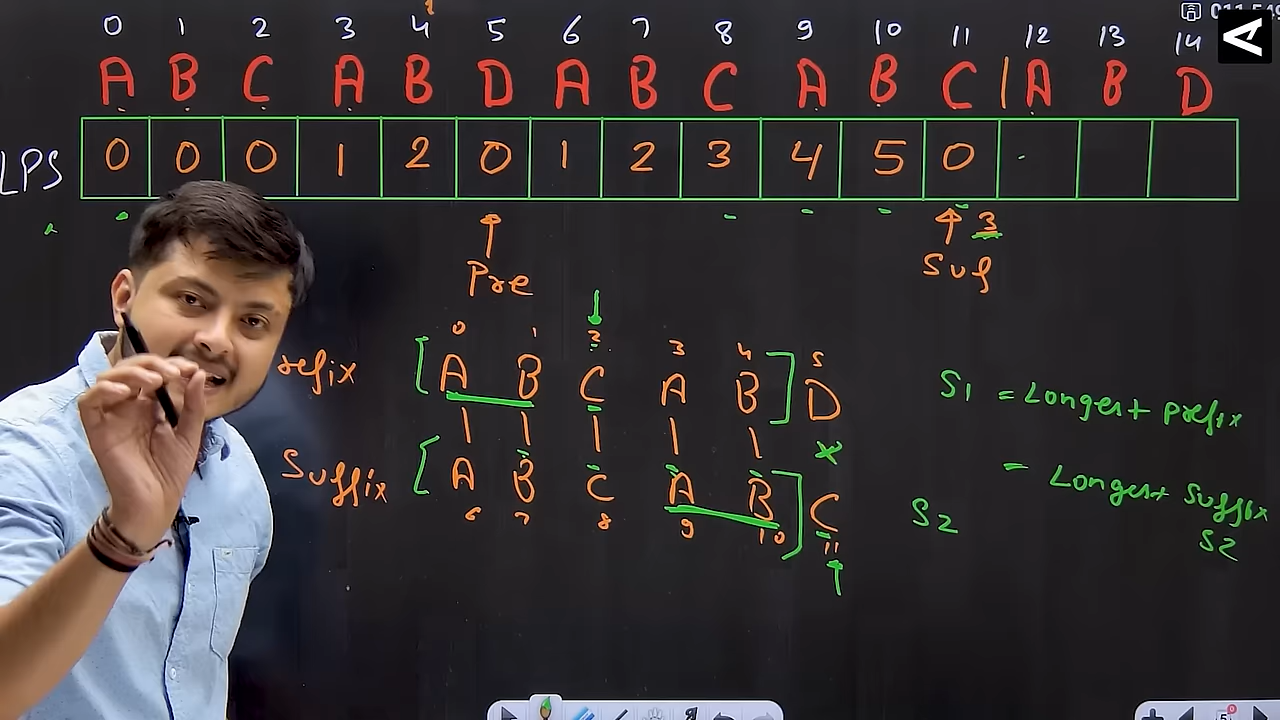 0 1 2 3 4 5 6 7 8 9 10 11 12 13 14
A B C A B D A B C A B C | A B D
LPS 0 0 0 1 2 0 1 2 3 4 5 0
3
Pre Suf
0 1 2 3 4 5
refix A B C A B D
S1 = Longest prefix
Suffix A B C A B C
6 7 8 9 10 11
S2
= Longest Suffix
S2